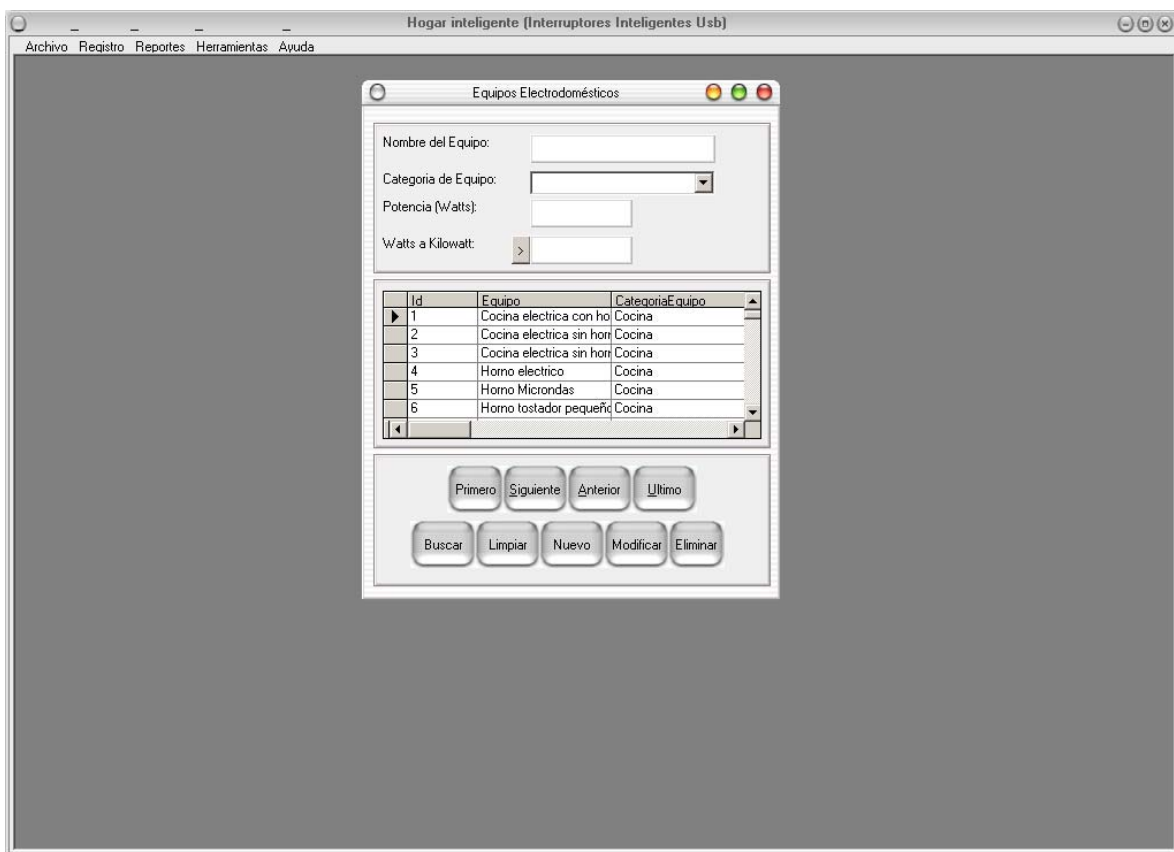 Hogar inteligente (Interruptores Inteligentes Usb)
Archivo Registro Reportes Herramientas Ayuda
Equipos Electrodomésticos
Nombre del Equipo:
Categoria de Equipo:
Potencia (Watts):
Watts a Kilowatt: >
Id Equipo CategoriaEquipo
1 Cocina electrica con ho Cocina
2 Cocina electrica sin horr Cocina
3 Cocina electrica sin horr Cocina
4 Horno electrico Cocina
5 Horno Microndas Cocina
6 Horno tostador pequeño Cocina
Primero Siguiente Anterior Ultimo
Buscar Limpiar Nuevo Modificar Eliminar